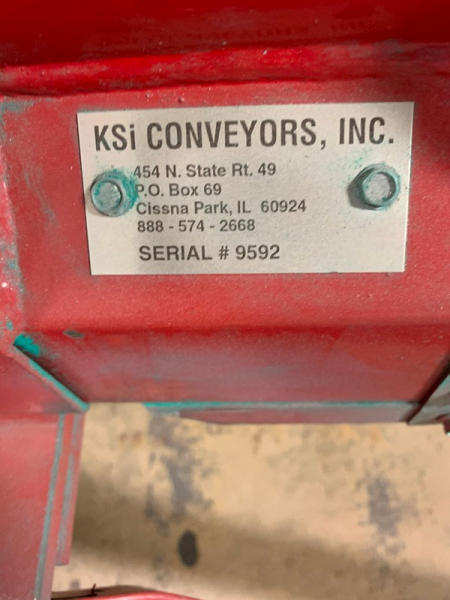 KSi CONVEYORS, INC.
454 N. State Rt. 49
P.O. Box 69
Cissna Park, IL 60924
888 - 574 - 2668
SERIAL # 9592